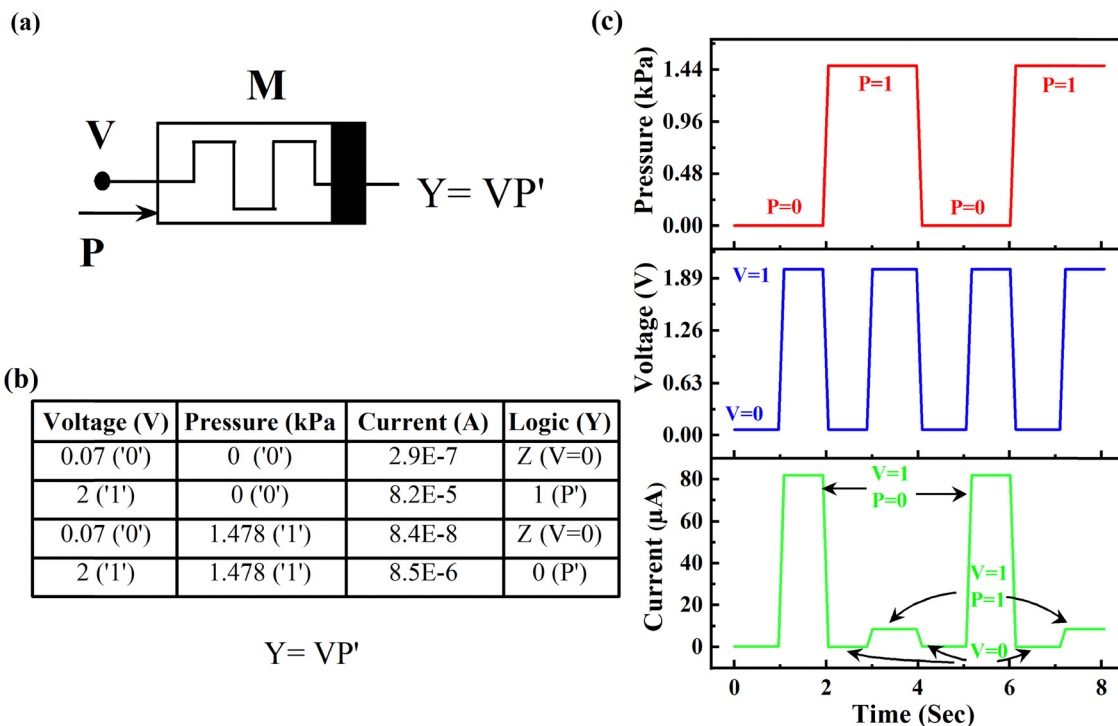 (a)
M
V
Y= VP'
P
(b)
Voltage (V) Pressure (kPa Current (A) Logic (Y)
0.07 ('0') 0 ('0') 2.9E-7 Z (V=0)
2 ('1') 0 ('0') 8.2E-5 1 (P')
0.07 ('0') 1.478 ('1') 8.4E-8 Z (V=0)
2 ('1') 1.478 ('1') 8.5E-6 0 (P')
Y= VP'
(c)
Pressure (kPa)
1.44
0.96
0.48
0.00
P=1
P=1
P=0
P=0
Voltage (V)
1.89
1.26
0.63
0.00
V=1
V=0
Current (μA)
80
60
40
20
0
V=1
P=0
V=1
P=1
V=0
0 2 4 6 8
Time (Sec)